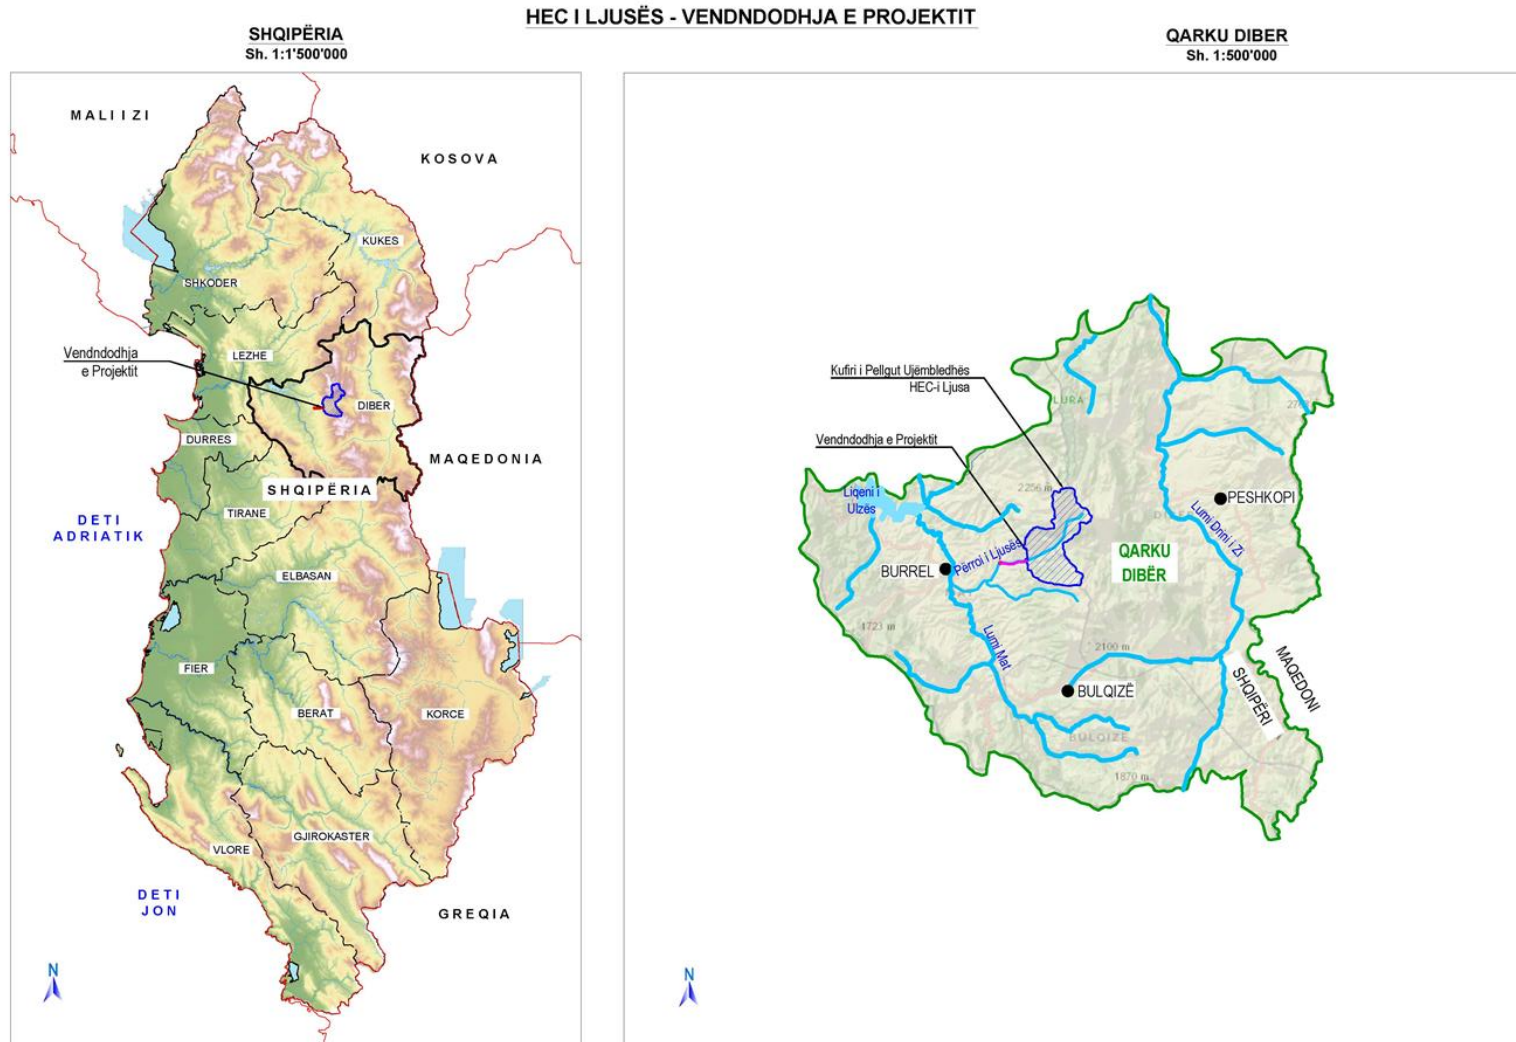 HEC I LJUSËS - VENDNDODHJA E PROJEKTIT
SHQIPËRIA
Sh. 1:1'500'000
MALI I ZI
KOSOVA
KUKES
SHKODER
LEZHE
Vendndodhja
e Projektit
DIBER
DURRES
MAQEDONIA
SHQIPËRIA
TIRANE
DETI
ADRIATIK
ELBASAN
FIER
BERAT
KORCE
GJIROKASTER
VLORE
DETI
JON
GREQIA
N
QARKU DIBER
Sh. 1:500'000
Kufiri i Pellgut Ujëmbledhës
HEC-i Ljusa
LURA
Vendndodhja e Projektit
2256 m
Liqeni i
Ulzës
PESHKOPI
Lumi Drini i Zi
Përroi i Ljusës
QARKU
DIBËR
BURREL
1723 m
Lumi Mat
2100 m
MAQEDONI
SHQIPËRI
BULQIZË
BULQIZE
1870 m
N